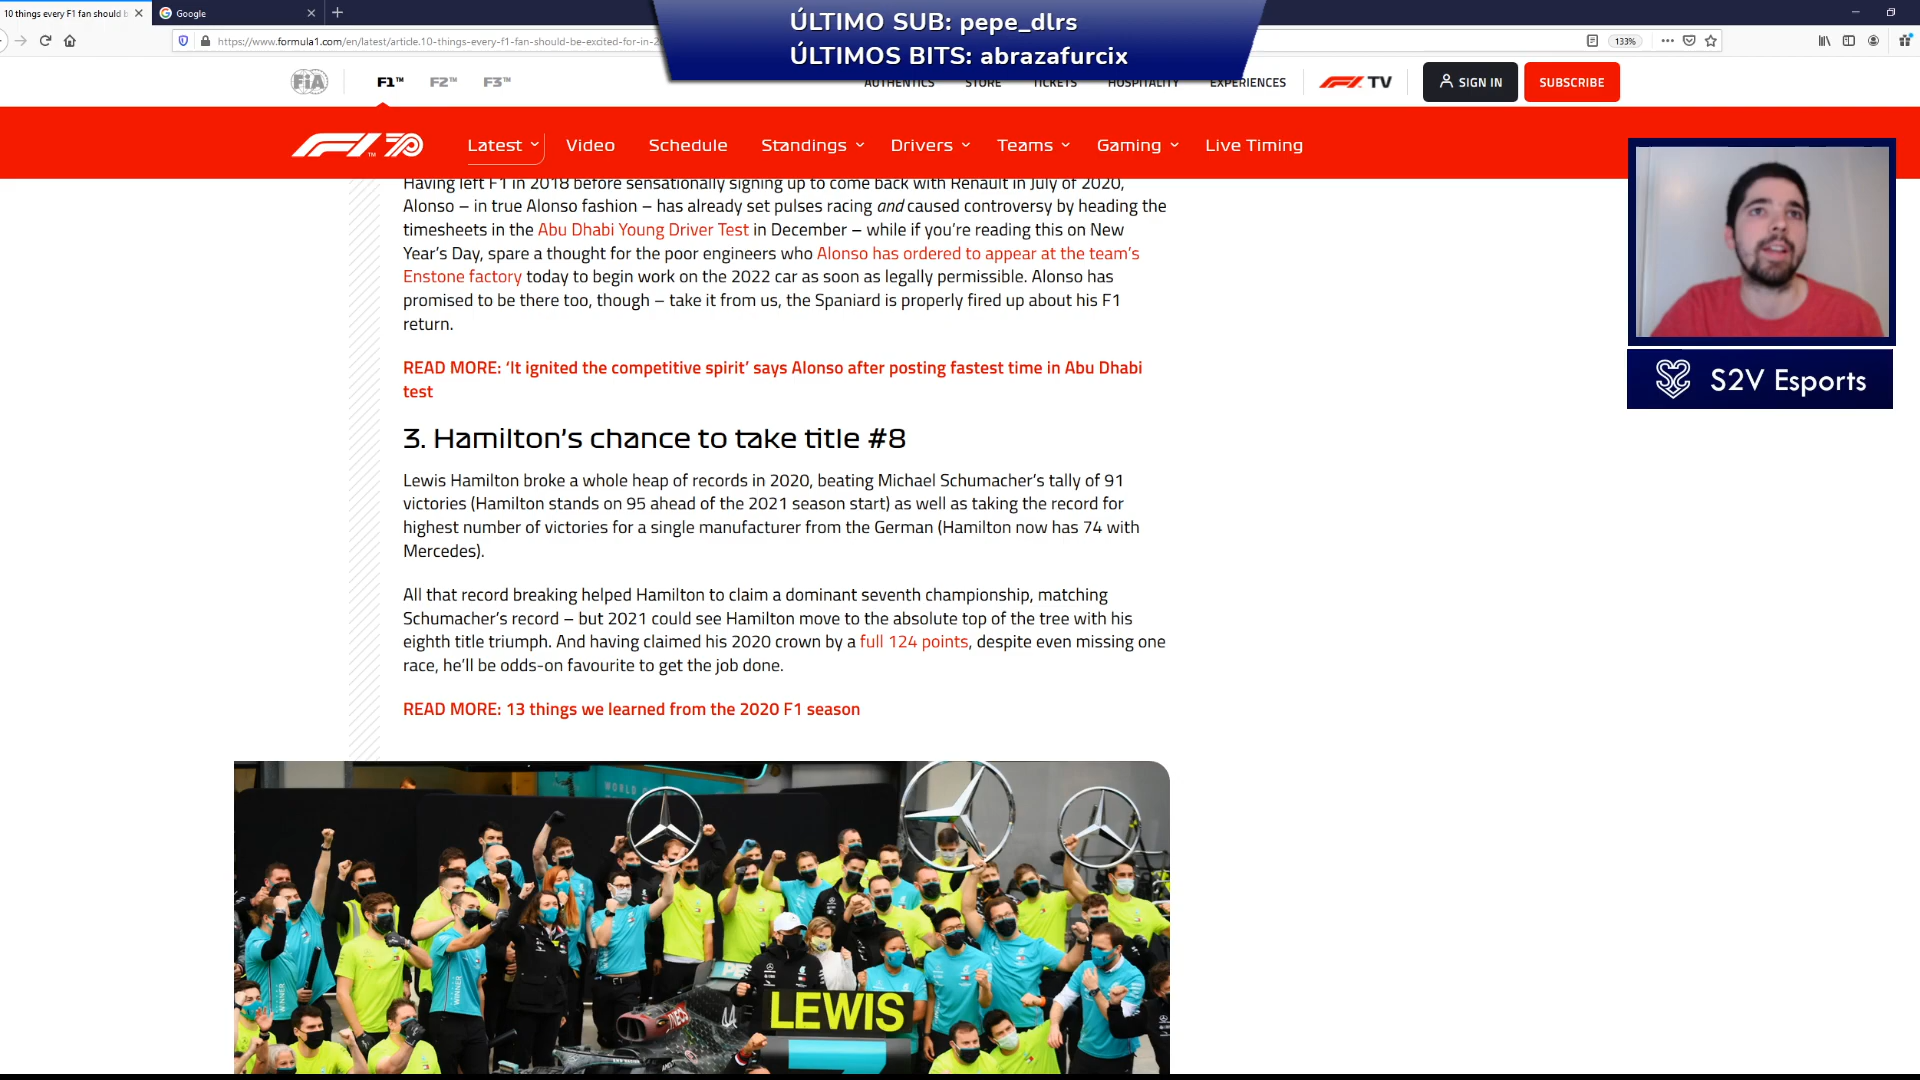 10 things every F1 fan should b
Google
ÚLTIMO SUB: pepe_dlrs
ÚLTIMOS BITS: abrazafurcix
https://www.formula1.com/en/latest/article.10-things-every-f1-fan-should-be-excited-for-in-2
133%
FIA
F1™
F2™
F3™
AUTHENTICS
STORE
TICKETS
HOSPITALITY
EXPERIENCES
F1 TV
SIGN IN
SUBSCRIBE
F1 70
Latest
Video
Schedule
Standings
Drivers
Teams
Gaming
Live Timing
Having left F1 in 2018 before sensationally signing up to come back with Renault in July of 2020,
Alonso – in true Alonso fashion – has already set pulses racing and caused controversy by heading the
timesheets in the Abu Dhabi Young Driver Test in December – while if you’re reading this on New
Year’s Day, spare a thought for the poor engineers who Alonso has ordered to appear at the team’s
Enstone factory today to begin work on the 2022 car as soon as legally permissible. Alonso has
promised to be there too, though – take it from us, the Spaniard is properly fired up about his F1
return.
READ MORE: ‘It ignited the competitive spirit’ says Alonso after posting fastest time in Abu Dhabi
test
3. Hamilton’s chance to take title #8
Lewis Hamilton broke a whole heap of records in 2020, beating Michael Schumacher’s tally of 91
victories (Hamilton stands on 95 ahead of the 2021 season start) as well as taking the record for
highest number of victories for a single manufacturer from the German (Hamilton now has 74 with
Mercedes).
All that record breaking helped Hamilton to claim a dominant seventh championship, matching
Schumacher’s record – but 2021 could see Hamilton move to the absolute top of the tree with his
eighth title triumph. And having claimed his 2020 crown by a full 124 points, despite even missing one
race, he’ll be odds-on favourite to get the job done.
READ MORE: 13 things we learned from the 2020 F1 season
S2V Esports
WINNER
WINNER
LEWIS